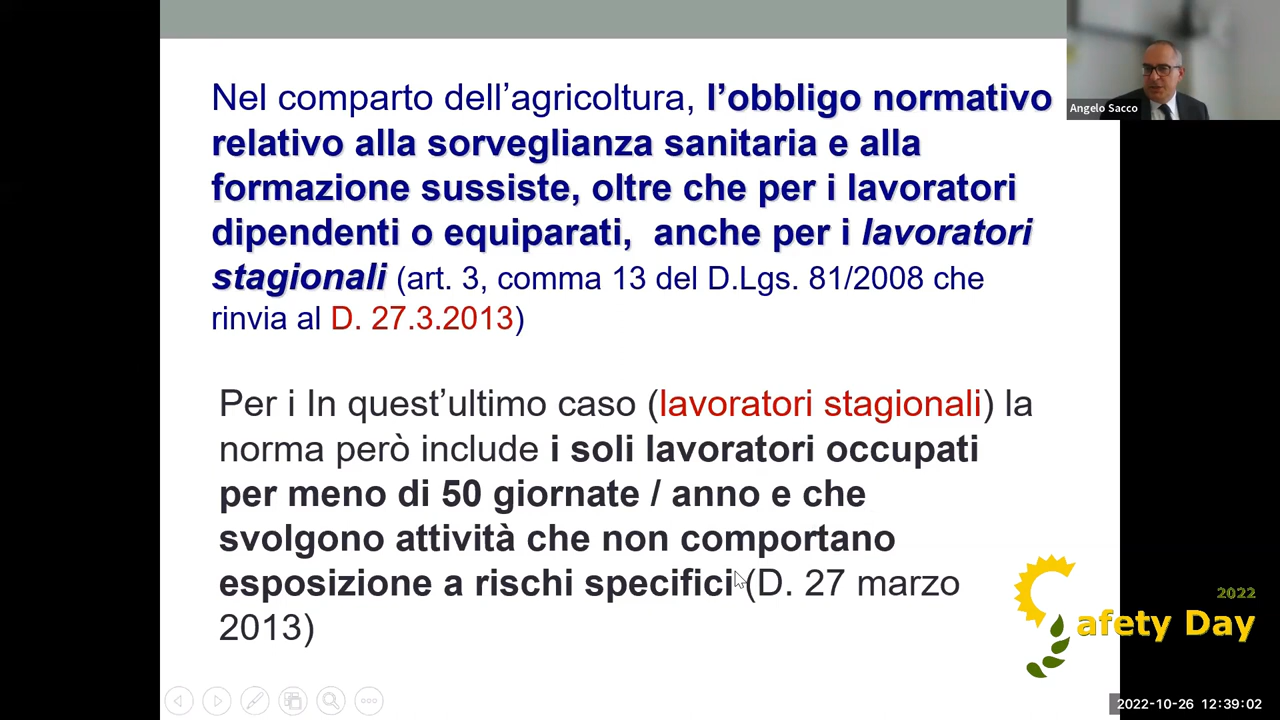 Nel comparto dell'agricoltura, l'obbligo normativo
relativo alla sorveglianza sanitaria e alla
formazione sussiste, oltre che per i lavoratori
dipendenti o equiparati,  anche per i lavoratori
stagionali (art. 3, comma 13 del D.Lgs. 81/2008 che
rinvia al D. 27.3.2013)
Per i In quest'ultimo caso (lavoratori stagionali) la
norma però include i soli lavoratori occupati
per meno di 50 giornate / anno e che
svolgono attività che non comportano
esposizione a rischi specifici (D. 27 marzo
2013)
Angelo Sacco
2022
afety Day
2022-10-26 12:39:02